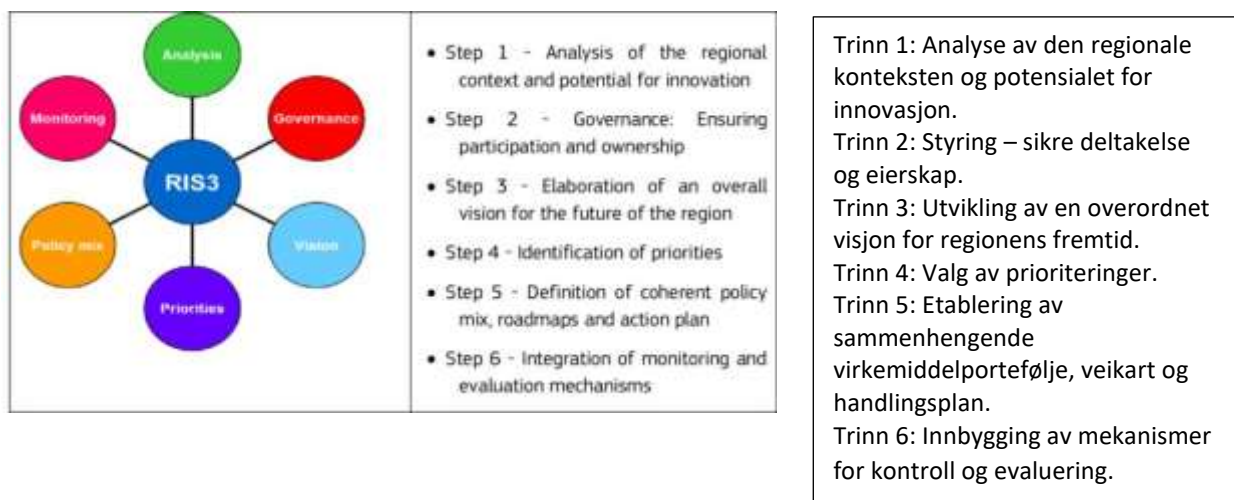 Analysis
Monitoring
Governance
RIS3
Policy mix
Vision
Priorities
• Step 1 - Analysis of the regional
context and potential for innovation
• Step 2 - Governance: Ensuring
participation and ownership
• Step 3 - Elaboration of an overall
vision for the future of the region
• Step 4 - Identification of priorities
• Step 5 - Definition of coherent policy
mix, roadmaps and action plan
• Step 6 - Integration of monitoring and
evaluation mechanisms
Trinn 1: Analyse av den regionale
konteksten og potensialet for
innovasjon.
Trinn 2: Styring – sikre deltakelse
og eierskap.
Trinn 3: Utvikling av en overordnet
visjon for regionens fremtid.
Trinn 4: Valg av prioriteringer.
Trinn 5: Etablering av
sammenhengende
virkemiddelportefølje, veikart og
handlingsplan.
Trinn 6: Innbygging av mekanismer
for kontroll og evaluering.